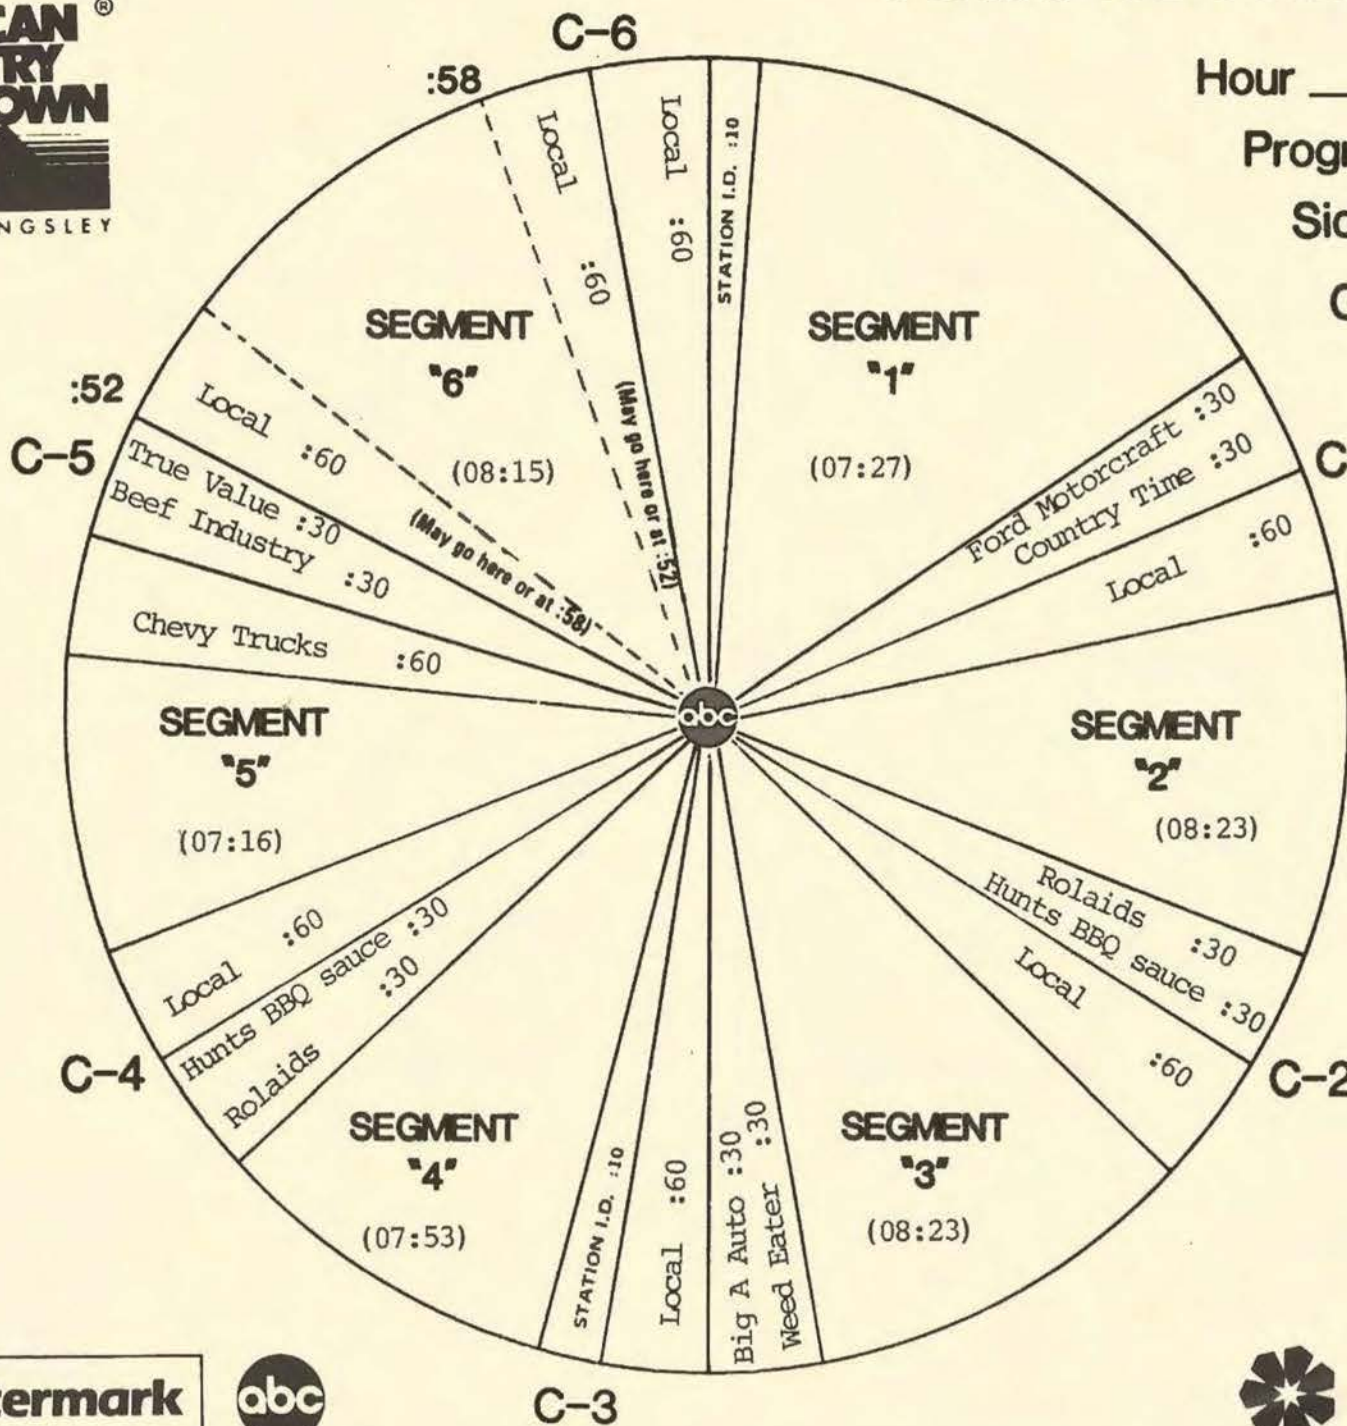 C-6
®
:58
Hour
SEGMENT
"1"
(07:27)
STATION I.D. :10
Local :60
Local :60
(May go here or at :52)
SEGMENT
"6"
(08:15)
Ford Motorcraft :30
Country Time :30
Local :60
:52
C-5
Local :60
(May go here or at :58)
True Value :30
Beef Industry :30
Chevy Trucks :60
abc
SEGMENT
"5"
(07:16)
SEGMENT
"2"
(08:23)
Rolaids :30
Hunts BBQ sauce :30
Local :60
C-2
Local :60
Hunts BBQ sauce :30
Rolaids :30
C-4
SEGMENT
"4"
(07:53)
STATION I.D. :10
Local :60
Big A Auto :30
Weed Eater :30
SEGMENT
"3"
(08:23)
C-3
abc